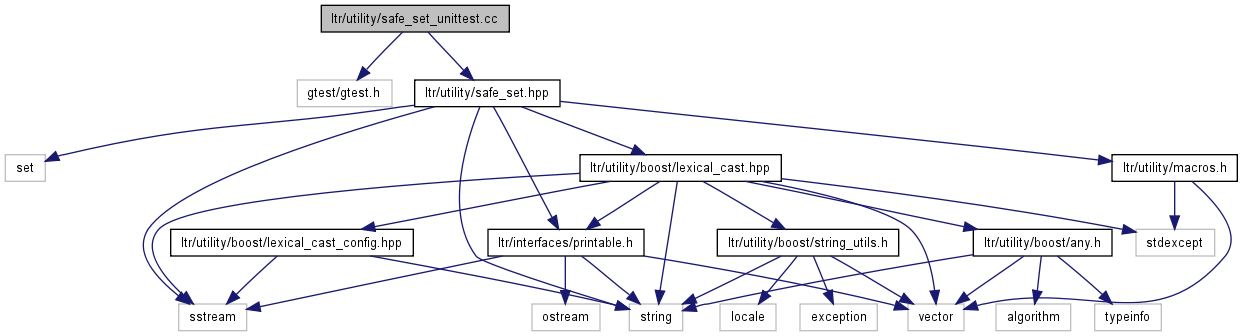 ltr/utility/safe_set_unittest.cc
gtest/gtest.h
ltr/utility/safe_set.hpp
set
ltr/utility/boost/lexical_cast.hpp
ltr/utility/macros.h
ltr/utility/boost/lexical_cast_config.hpp
ltr/interfaces/printable.h
ltr/utility/boost/string_utils.h
ltr/utility/boost/any.h
stdexcept
sstream
ostream
string
locale
exception
vector
algorithm
typeinfo